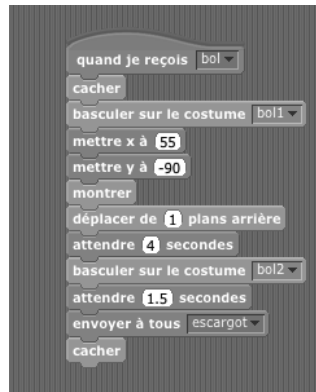 quand je reçois bol
cacher
basculer sur le costume bol1
mettre x à 55
mettre y à -90
montrer
déplacer de 1 plans arrière
attendre 4 secondes
basculer sur le costume bol2
attendre 1.5 secondes
envoyer à tous escargot
cacher